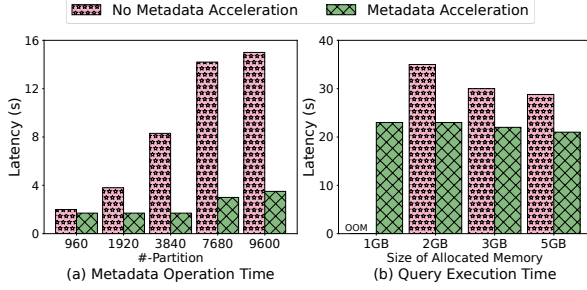 No Metadata Acceleration Metadata Acceleration
16
12
8
4
0
Latency (s)
960 1920 3840 7680 9600
#-Partition
(a) Metadata Operation Time
40
30
20
10
0
Latency (s)
OOM
1GB 2GB 3GB 5GB
Size of Allocated Memory
(b) Query Execution Time